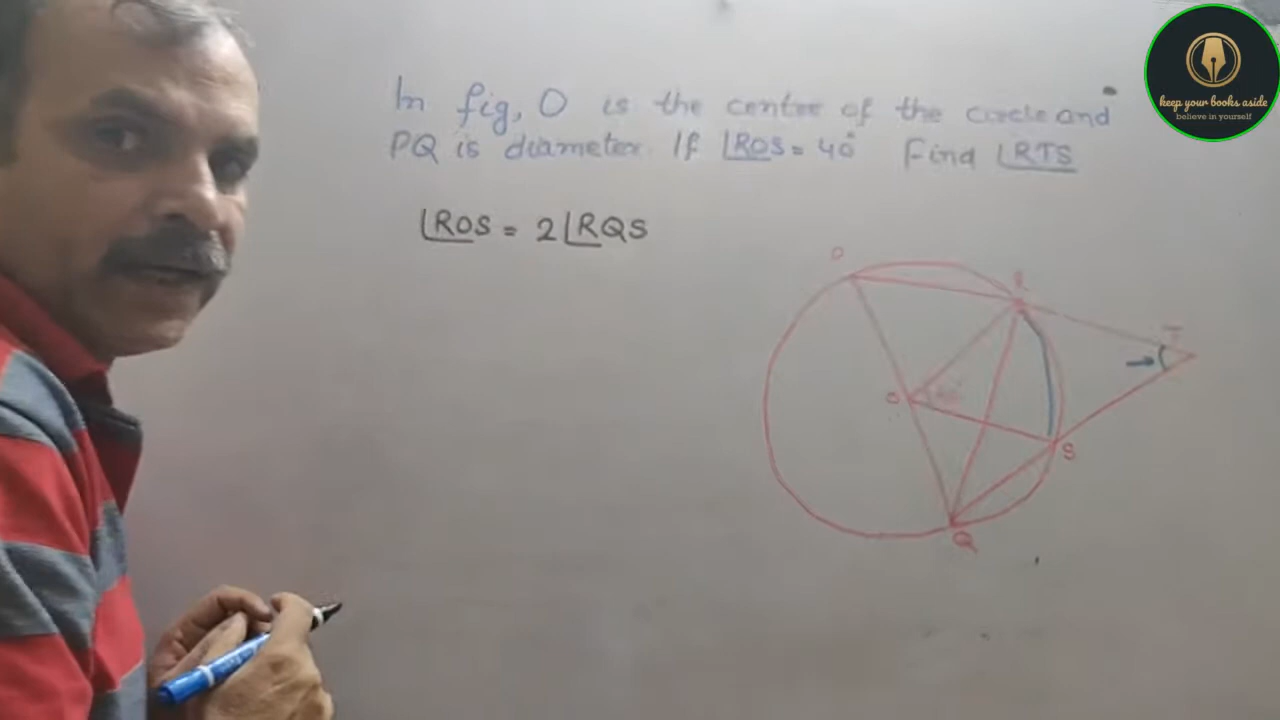 In fig, O is the centre of the circle and
PQ is diameter. If ∠ROS = 40° Find ∠RTS
∠ROS = 2∠RQS
O
S
Q
keep your books aside
believe in yourself